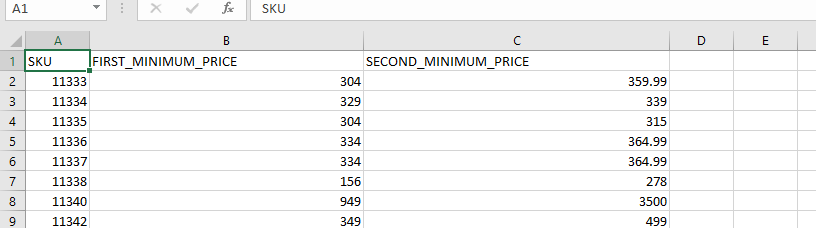 A1 SKU
A B C D E
1 SKU FIRST_MINIMUM_PRICE SECOND_MINIMUM_PRICE
2 11333 304 359.99
3 11334 329 339
4 11335 304 315
5 11336 334 364.99
6 11337 334 364.99
7 11338 156 278
8 11340 949 3500
9 11342 349 499